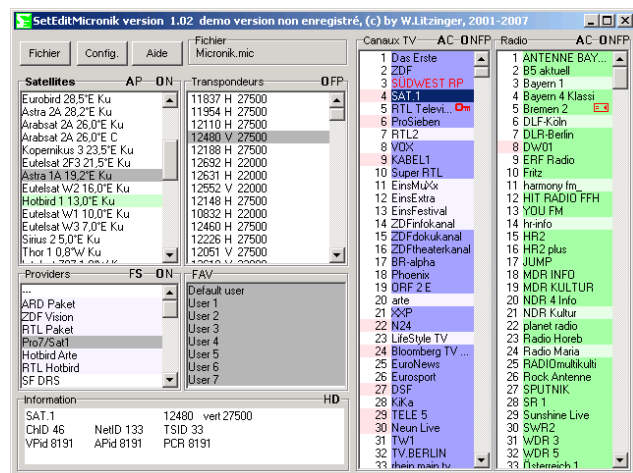 SetEditMicronik version 1.02 demo version non enregistré, (c) by W.Litzinger, 2001-2007
Fichier
Config.
Aide
Fichier
Micronik.mic
Satellites AP ON
Eurobird 28,5°E Ku
Astra 2A 28,2°E Ku
Arabsat 2A 26,0°E Ku
Arabsat 2A 26,0°E C
Kopernikus 3 23,5°E Ku
Eutelsat 2F3 21,5°E Ku
Astra 1A 19,2°E Ku
Eutelsat W2 16,0°E Ku
Hotbird 1 13,0°E Ku
Eutelsat W1 10,0°E Ku
Eutelsat W3 7,0°E Ku
Sirius 2 5,0°E Ku
Thor 1 0,8°W Ku
Transpondeurs OFP
11837 H 27500
11954 H 27500
12110 H 27500
12480 V 27500
12188 H 27500
12692 H 22000
12631 H 22000
12552 V 22000
12148 H 27500
10832 H 22000
12460 H 27500
12226 H 27500
12051 V 27500
Providers FS ON
---
ARD Paket
ZDF Vision
RTL Paket
Pro7/Sat1
Hotbird Arte
RTL Hotbird
SF DRS
FAV
Default user
User 1
User 2
User 3
User 4
User 5
User 6
User 7
Information HD
SAT.1 12480 vert 27500
ChID 46 NetID 133 TSID 33
VPid 8191 APid 8191 PCR 8191
Canaux TV AC ONFP
1 Das Erste
2 ZDF
3 SÜDWEST RP
4 SAT.1
5 RTL Televi...
6 ProSieben
7 RTL2
8 VOX
9 KABEL1
10 Super RTL
11 EinsMuXx
12 EinsExtra
13 EinsFestival
14 ZDFinfokanal
15 ZDFdokukanal
16 ZDFtheaterkanal
17 BR-alpha
18 Phoenix
19 ORF 2 E
20 arte
21 XXP
22 N24
23 LifeStyle TV
24 Bloomberg TV ...
25 EuroNews
26 Eurosport
27 DSF
28 KiKa
29 TELE 5
30 Neun Live
31 TW1
32 TV.BERLIN
33 rhein main tv
Radio AC ONFP
1 ANTENNE BAY...
2 B5 aktuell
3 Bayern 1
4 Bayern 4 Klassi
5 Bremen 2
6 DLF-Köln
7 DLR-Berlin
8 DW01
9 ERF Radio
10 Fritz
11 harmony fm_
12 HIT RADIO FFH
13 YOU FM
14 hr-info
15 HR2
16 HR2 plus
17 JUMP
18 MDR INFO
19 MDR KULTUR
20 NDR 4 Info
21 NDR Kultur
22 planet radio
23 Radio Horeb
24 Radio Maria
25 RADIOmultikulti
26 Rock Antenne
27 SPUTNIK
28 SR 1
29 Sunshine Live
30 SWR2
31 WDR 3
32 WDR 5
33 Österreich 1